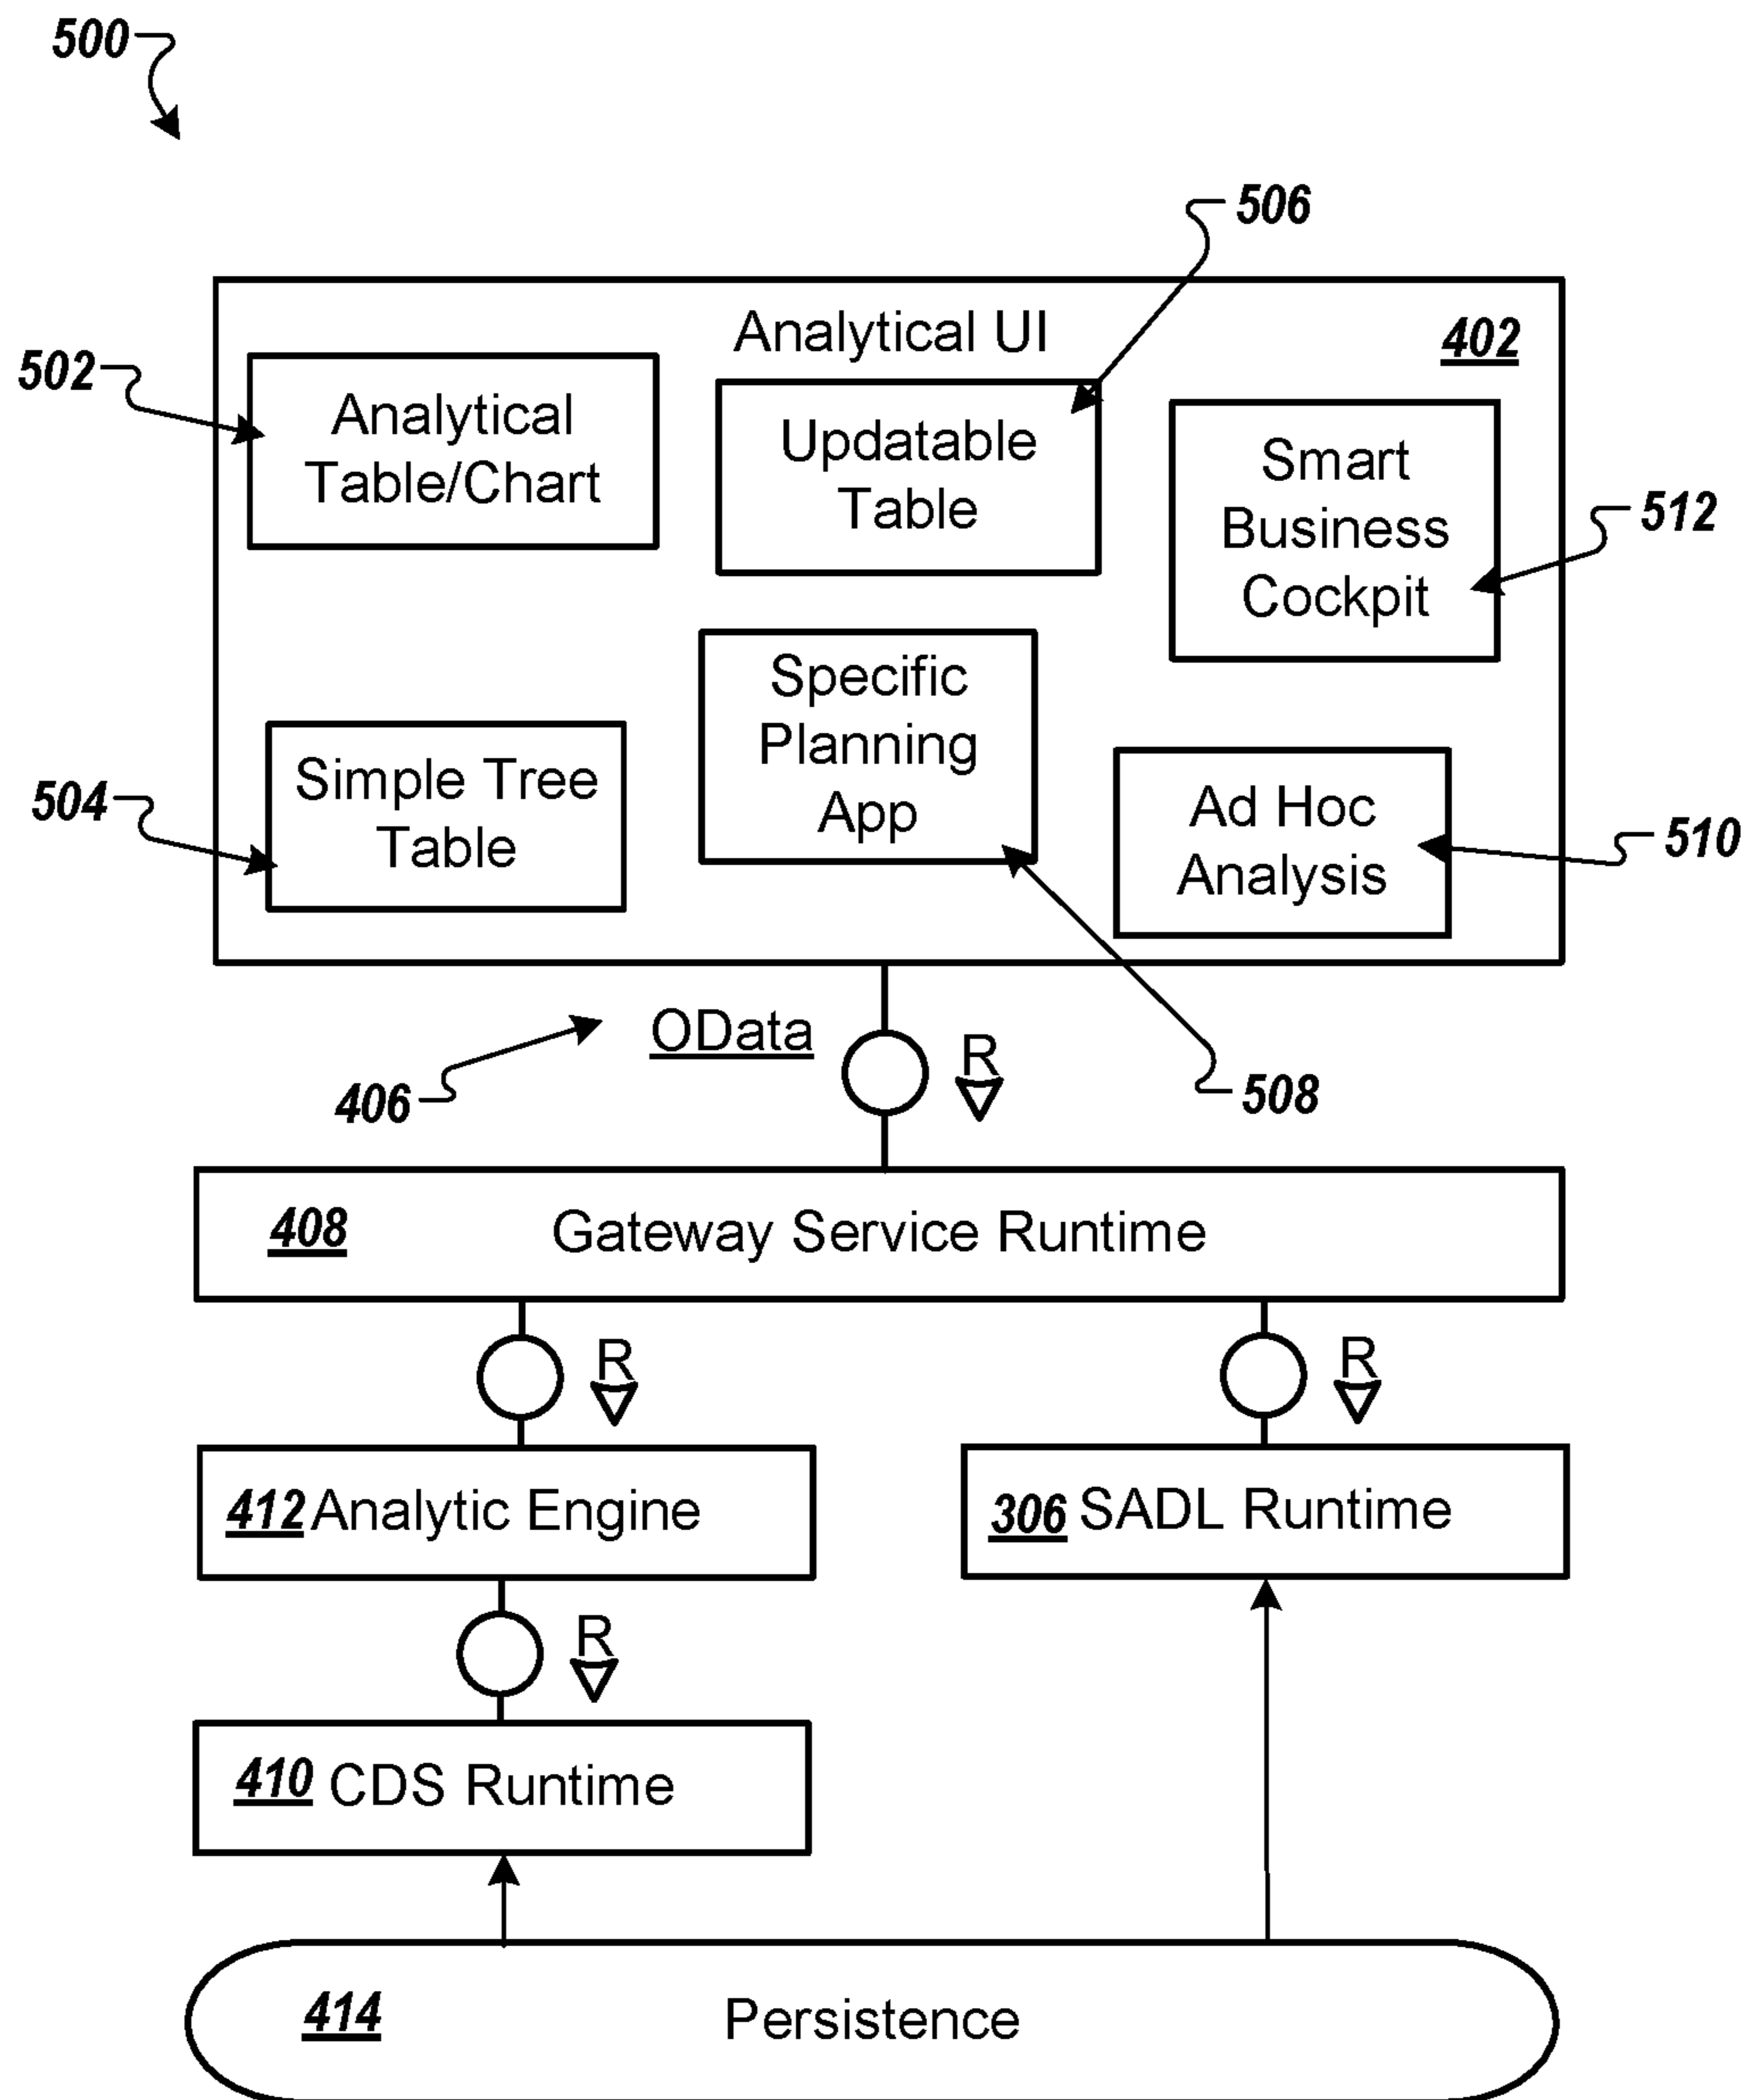 500
506
Analytical UI
402
502
Analytical
Table/Chart
Updatable
Table
Smart
Business
Cockpit
512
Specific
Planning
App
504
Simple Tree
Table
Ad Hoc
Analysis
510
OData
R
406
508
408 Gateway Service Runtime
R
R
412 Analytic Engine
306 SADL Runtime
R
410 CDS Runtime
414 Persistence